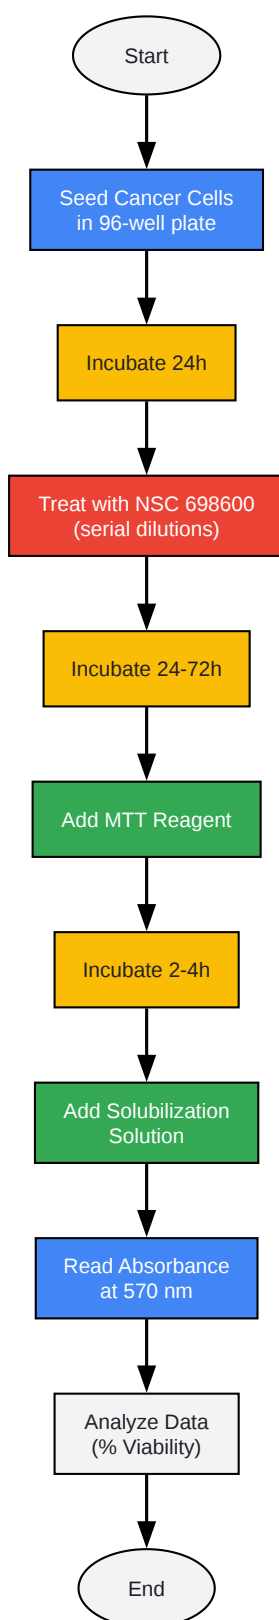 Start
Seed Cancer Cells
in 96-well plate
Incubate 24h
Treat with NSC 698600
(serial dilutions)
Incubate 24-72h
Add MTT Reagent
Incubate 2-4h
Add Solubilization
Solution
Read Absorbance
at 570 nm
Analyze Data
(% Viability)
End